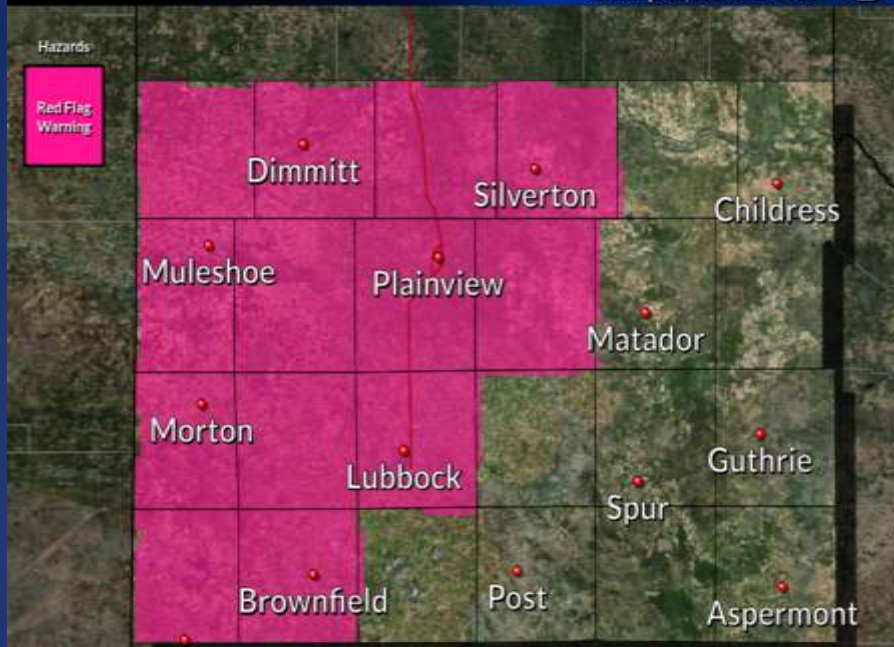 Hazards
Red Flag
Warning
Dimmitt
Silverton
Childress
Muleshoe
Plainview
Matador
Morton
Lubbock
Guthrie
Spur
Brownfield
Post
Aspermont